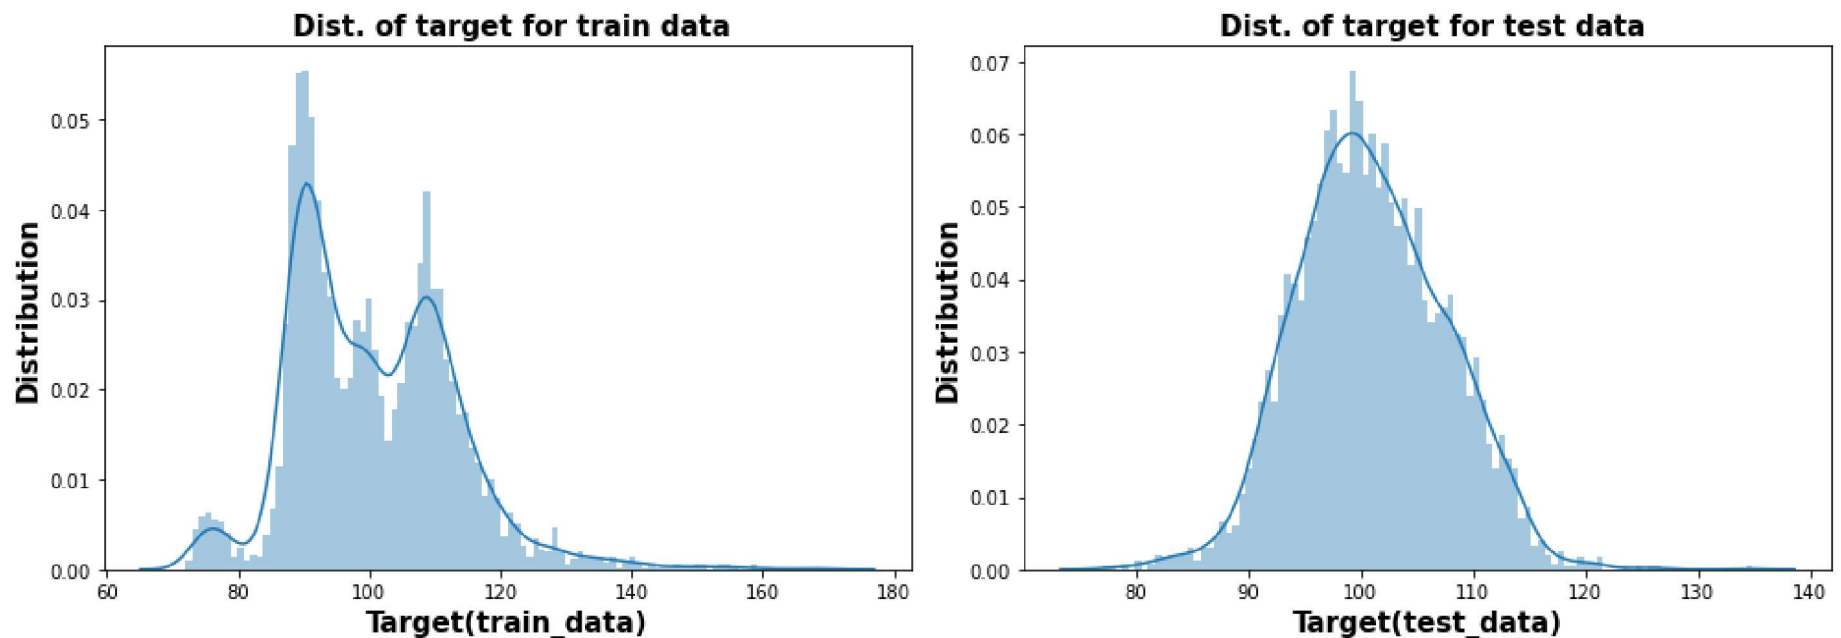 Dist. of target for train data
Distribution
0.05
0.04
0.03
0.02
0.01
0.00
60 80 100 120 140 160 180
Target(train_data)
Dist. of target for test data
Distribution
0.07
0.06
0.05
0.04
0.03
0.02
0.01
0.00
80 90 100 110 120 130 140
Target(test_data)